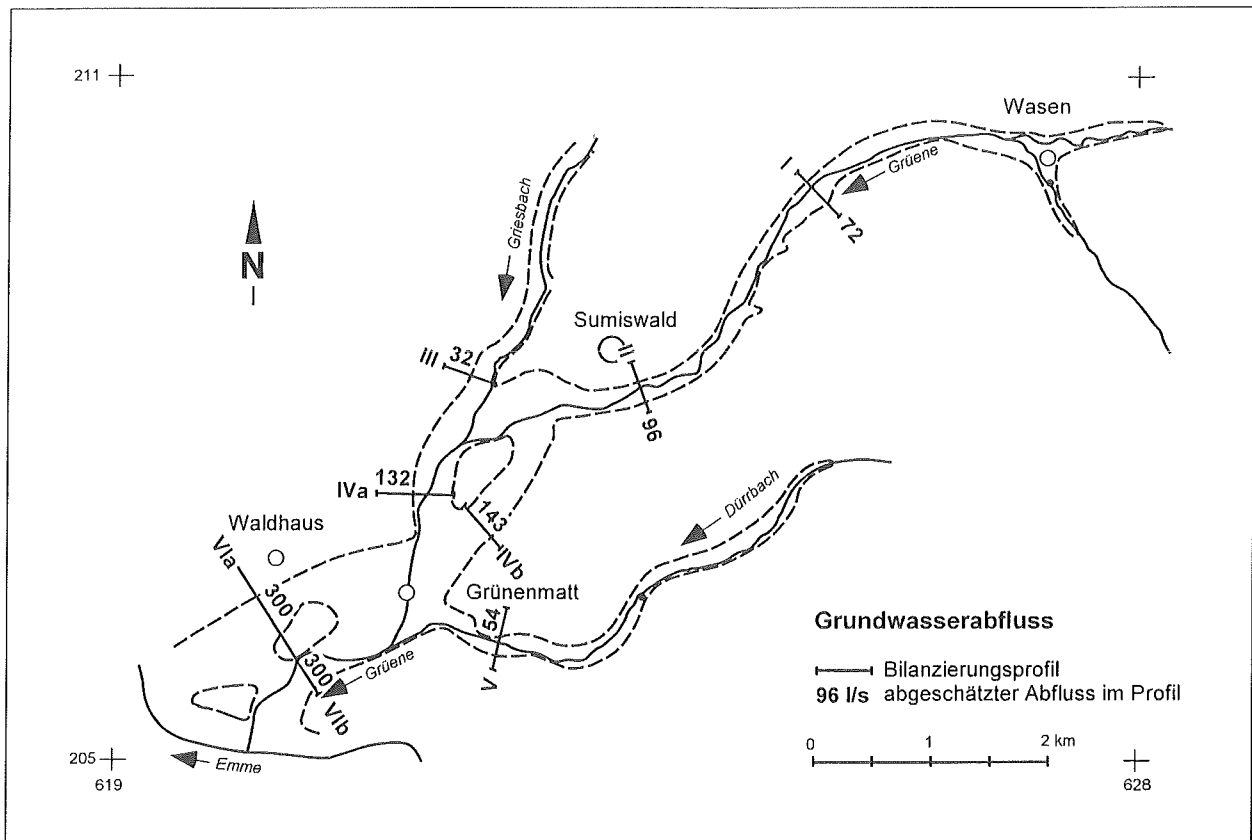 211
Wasen
I
Grüene
72
Griesbach
N
Sumiswald
III
32
II
96
IVa
132
143
IVb
Dürrbach
Waldhaus
VIa
300
Grünenmatt
54
V
300
VIb
Grüene
Grundwasserabfluss
Bilanzierungsprofil
96 l/s abgeschätzter Abfluss im Profil
0 1 2 km
205
619
Emme
628